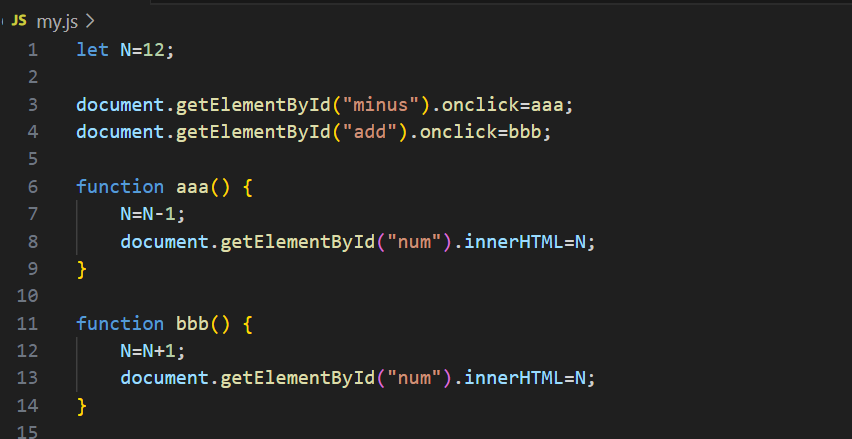 JS my.js >
1 let N=12;
2
3 document.getElementById("minus").onclick=aaa;
4 document.getElementById("add").onclick=bbb;
5
6 function aaa() {
7     N=N-1;
8     document.getElementById("num").innerHTML=N;
9 }
10
11 function bbb() {
12     N=N+1;
13     document.getElementById("num").innerHTML=N;
14 }
15